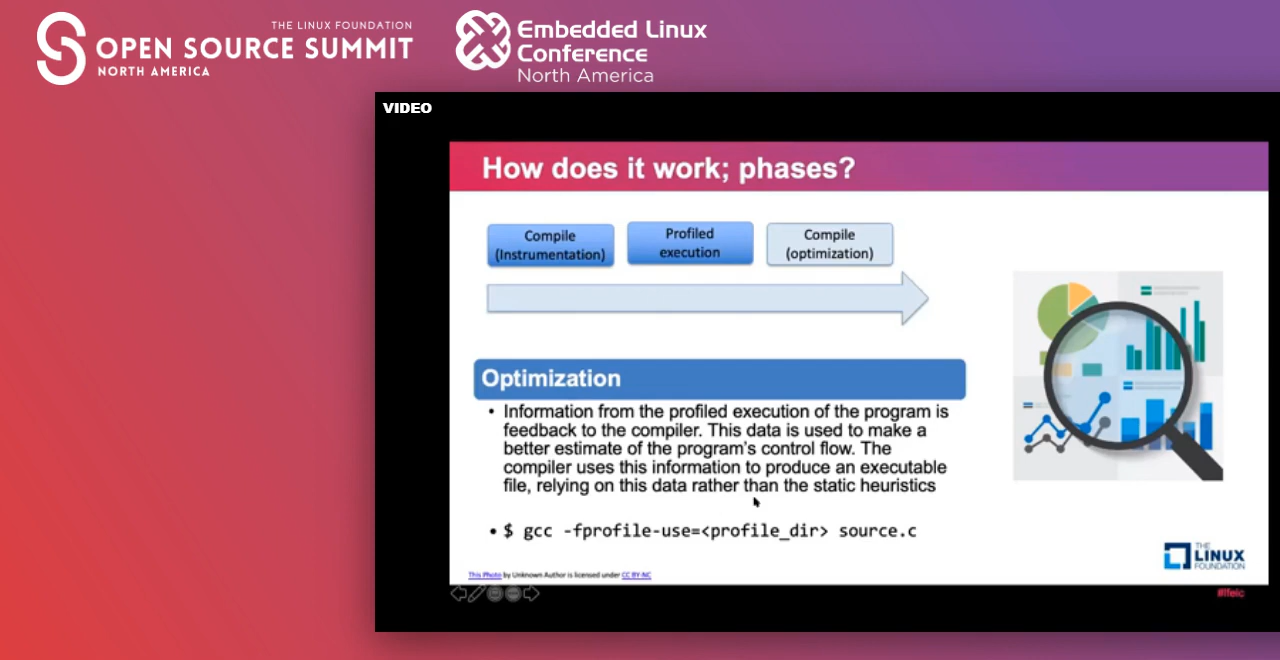 THE LINUX FOUNDATION
OPEN SOURCE SUMMIT
NORTH AMERICA
Embedded Linux
Conference
North America
VIDEO
How does it work; phases?
Compile
(Instrumentation)
Profiled
execution
Compile
(optimization)
Optimization
• Information from the profiled execution of the program is
feedback to the compiler. This data is used to make a
better estimate of the program's control flow. The
compiler uses this information to produce an executable
file, relying on this data rather than the static heuristics
• $ gcc -fprofile-use=<profile_dir> source.c
This Photo by Unknown Author is licensed under CC BY-NC
THE
LINUX
FOUNDATION
#lfelc